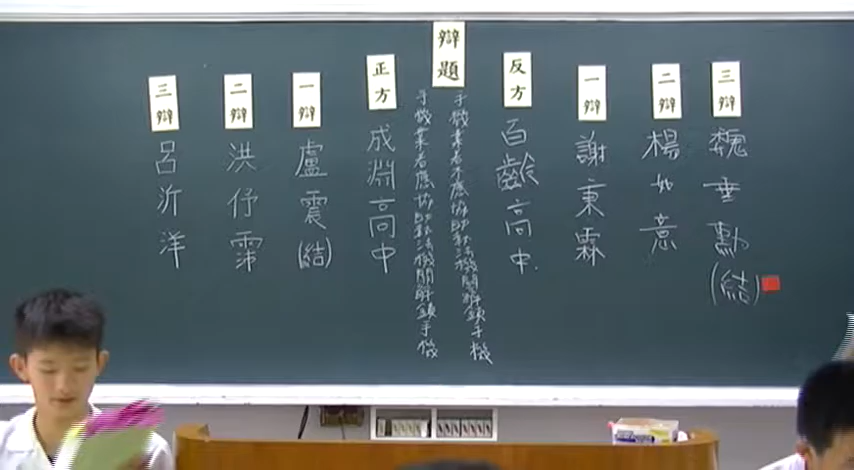 三辯
魏垂勳(結)
二辯
楊如意
一辯
謝秉霖
反方
百齡高中
辯題
手機業者不應協助執法機關解鎖手機
手機業者應協助執法機關解鎖手機
正方
成淵高中
一辯
盧震(結)
二辯
洪伃霈
三辯
呂沂洋